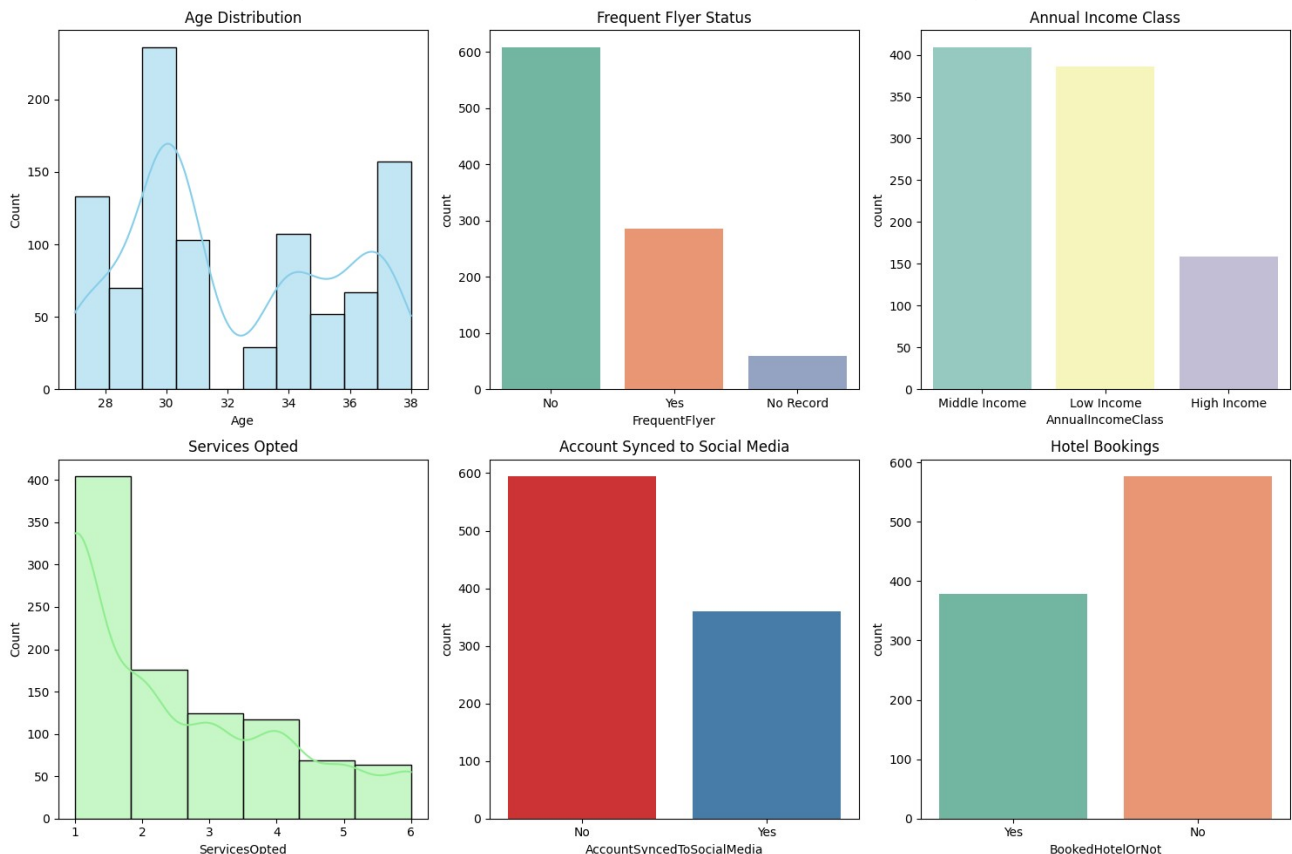 Age Distribution
Count
200
150
100
50
0
28 30 32 34 36 38
Age
Frequent Flyer Status
count
600
500
400
300
200
100
0
No Yes No Record
FrequentFlyer
Annual Income Class
count
400
350
300
250
200
150
100
50
0
Middle Income Low Income High Income
AnnualIncomeClass
Services Opted
Count
400
350
300
250
200
150
100
50
0
1 2 3 4 5 6
ServicesOpted
Account Synced to Social Media
count
600
500
400
300
200
100
0
No Yes
AccountSyncedToSocialMedia
Hotel Bookings
count
600
500
400
300
200
100
0
Yes No
BookedHotelOrNot